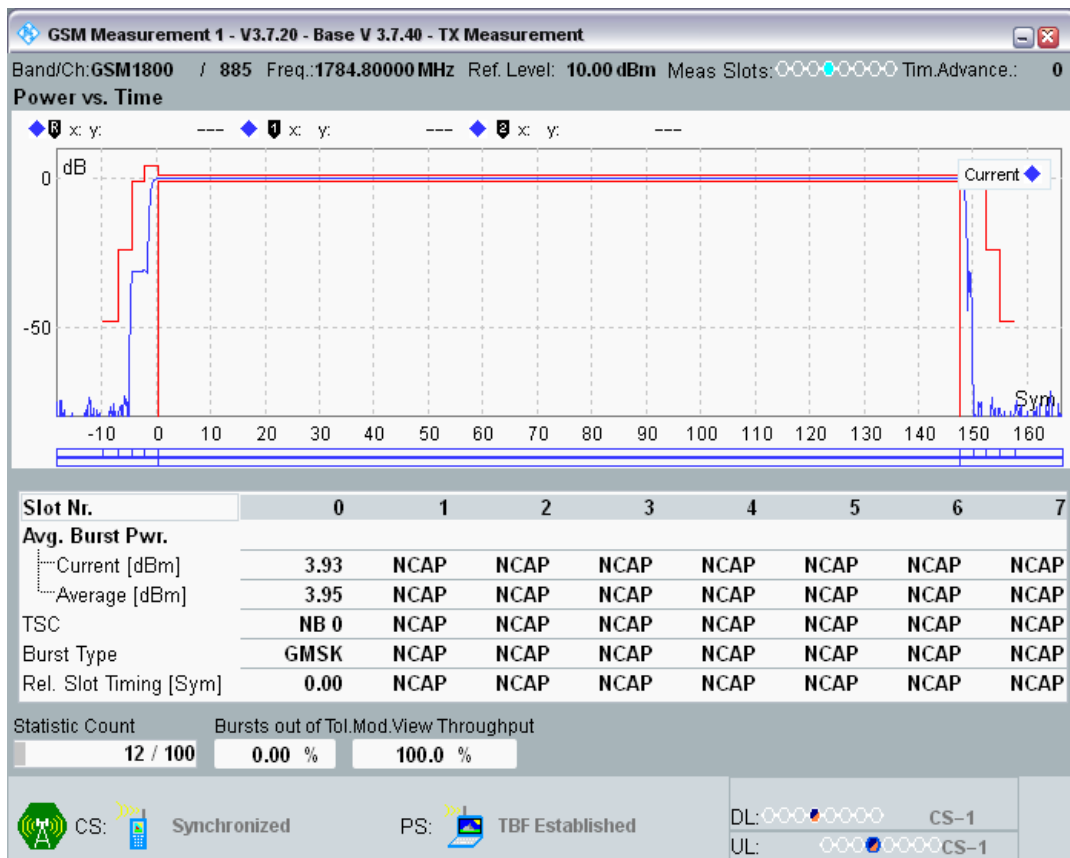 GSM Measurement 1 - V3.7.20 - Base V 3.7.40 - TX Measurement
Band/Ch:GSM1800 / 885 Freq.:1784.80000 MHz Ref. Level: 10.00 dBm Meas Slots: Tim.Advance.: 0
Power vs. Time
R x: y: --- 1 x: y: --- 2 x: y: ---
dB
0
Current
-50
Sym
-10 0 10 20 30 40 50 60 70 80 90 100 110 120 130 140 150 160
Slot Nr. 0 1 2 3 4 5 6 7
Avg. Burst Pwr.
Current [dBm] 3.93 NCAP NCAP NCAP NCAP NCAP NCAP NCAP
Average [dBm] 3.95 NCAP NCAP NCAP NCAP NCAP NCAP NCAP
TSC NB 0 NCAP NCAP NCAP NCAP NCAP NCAP NCAP
Burst Type GMSK NCAP NCAP NCAP NCAP NCAP NCAP NCAP
Rel. Slot Timing [Sym] 0.00 NCAP NCAP NCAP NCAP NCAP NCAP NCAP
Statistic Count Bursts out of Tol. Mod.View Throughput
12 / 100 0.00 % 100.0 %
CS: Synchronized PS: TBF Established DL: CS-1
UL: CS-1